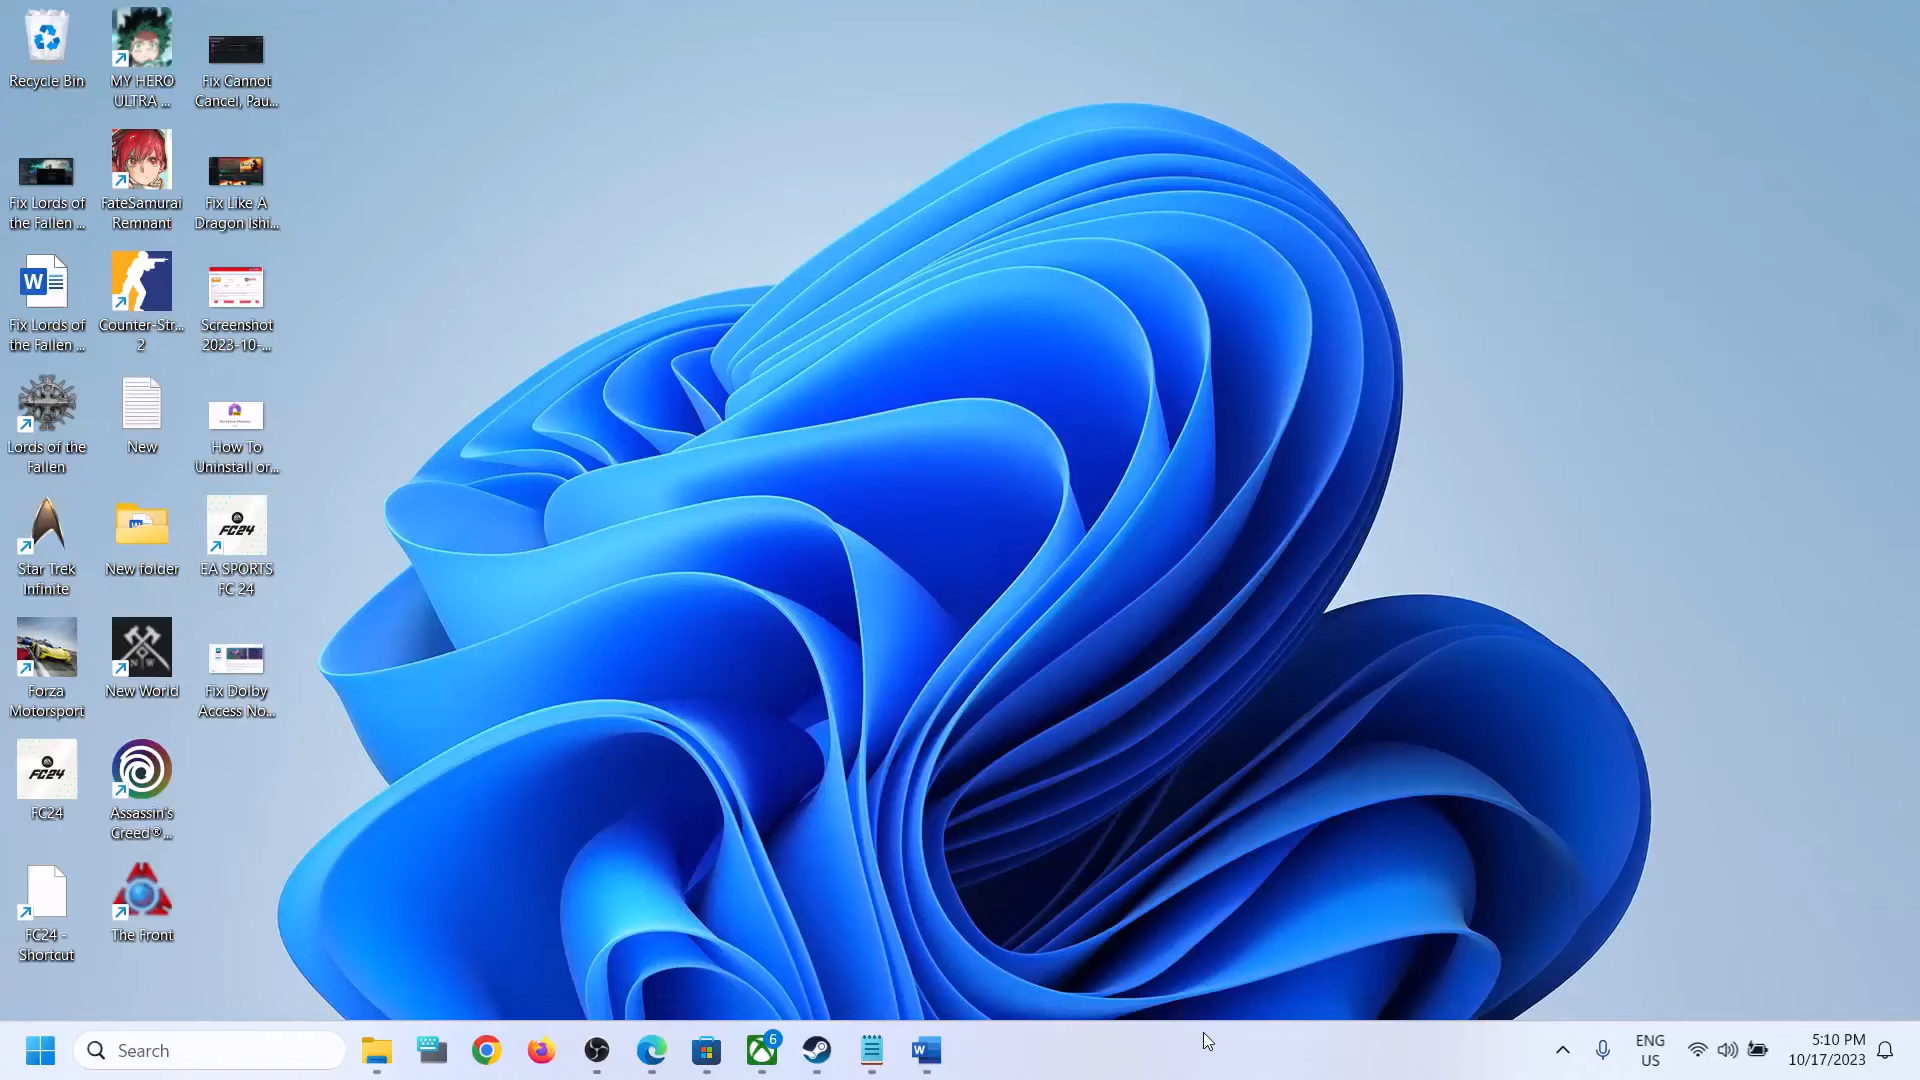 Recycle Bin
MY HERO
ULTRA ...
Fix Cannot
Cancel, Pau...
Fix Lords of
the Fallen ...
FateSamurai
Remnant
Fix Like A
Dragon Ishi...
Fix Lords of
the Fallen ...
Counter-Str...
2
Screenshot
2023-10-...
Lords of the
Fallen
New
How To
Uninstall or...
Star Trek
Infinite
New folder
FC24
EA SPORTS
FC 24
Forza
Motorsport
New World
Fix Dolby
Access No...
FC24
FC24
Assassin's
Creed®...
FC24 -
Shortcut
The Front
Search
6
ENG
US
5:10 PM
10/17/2023